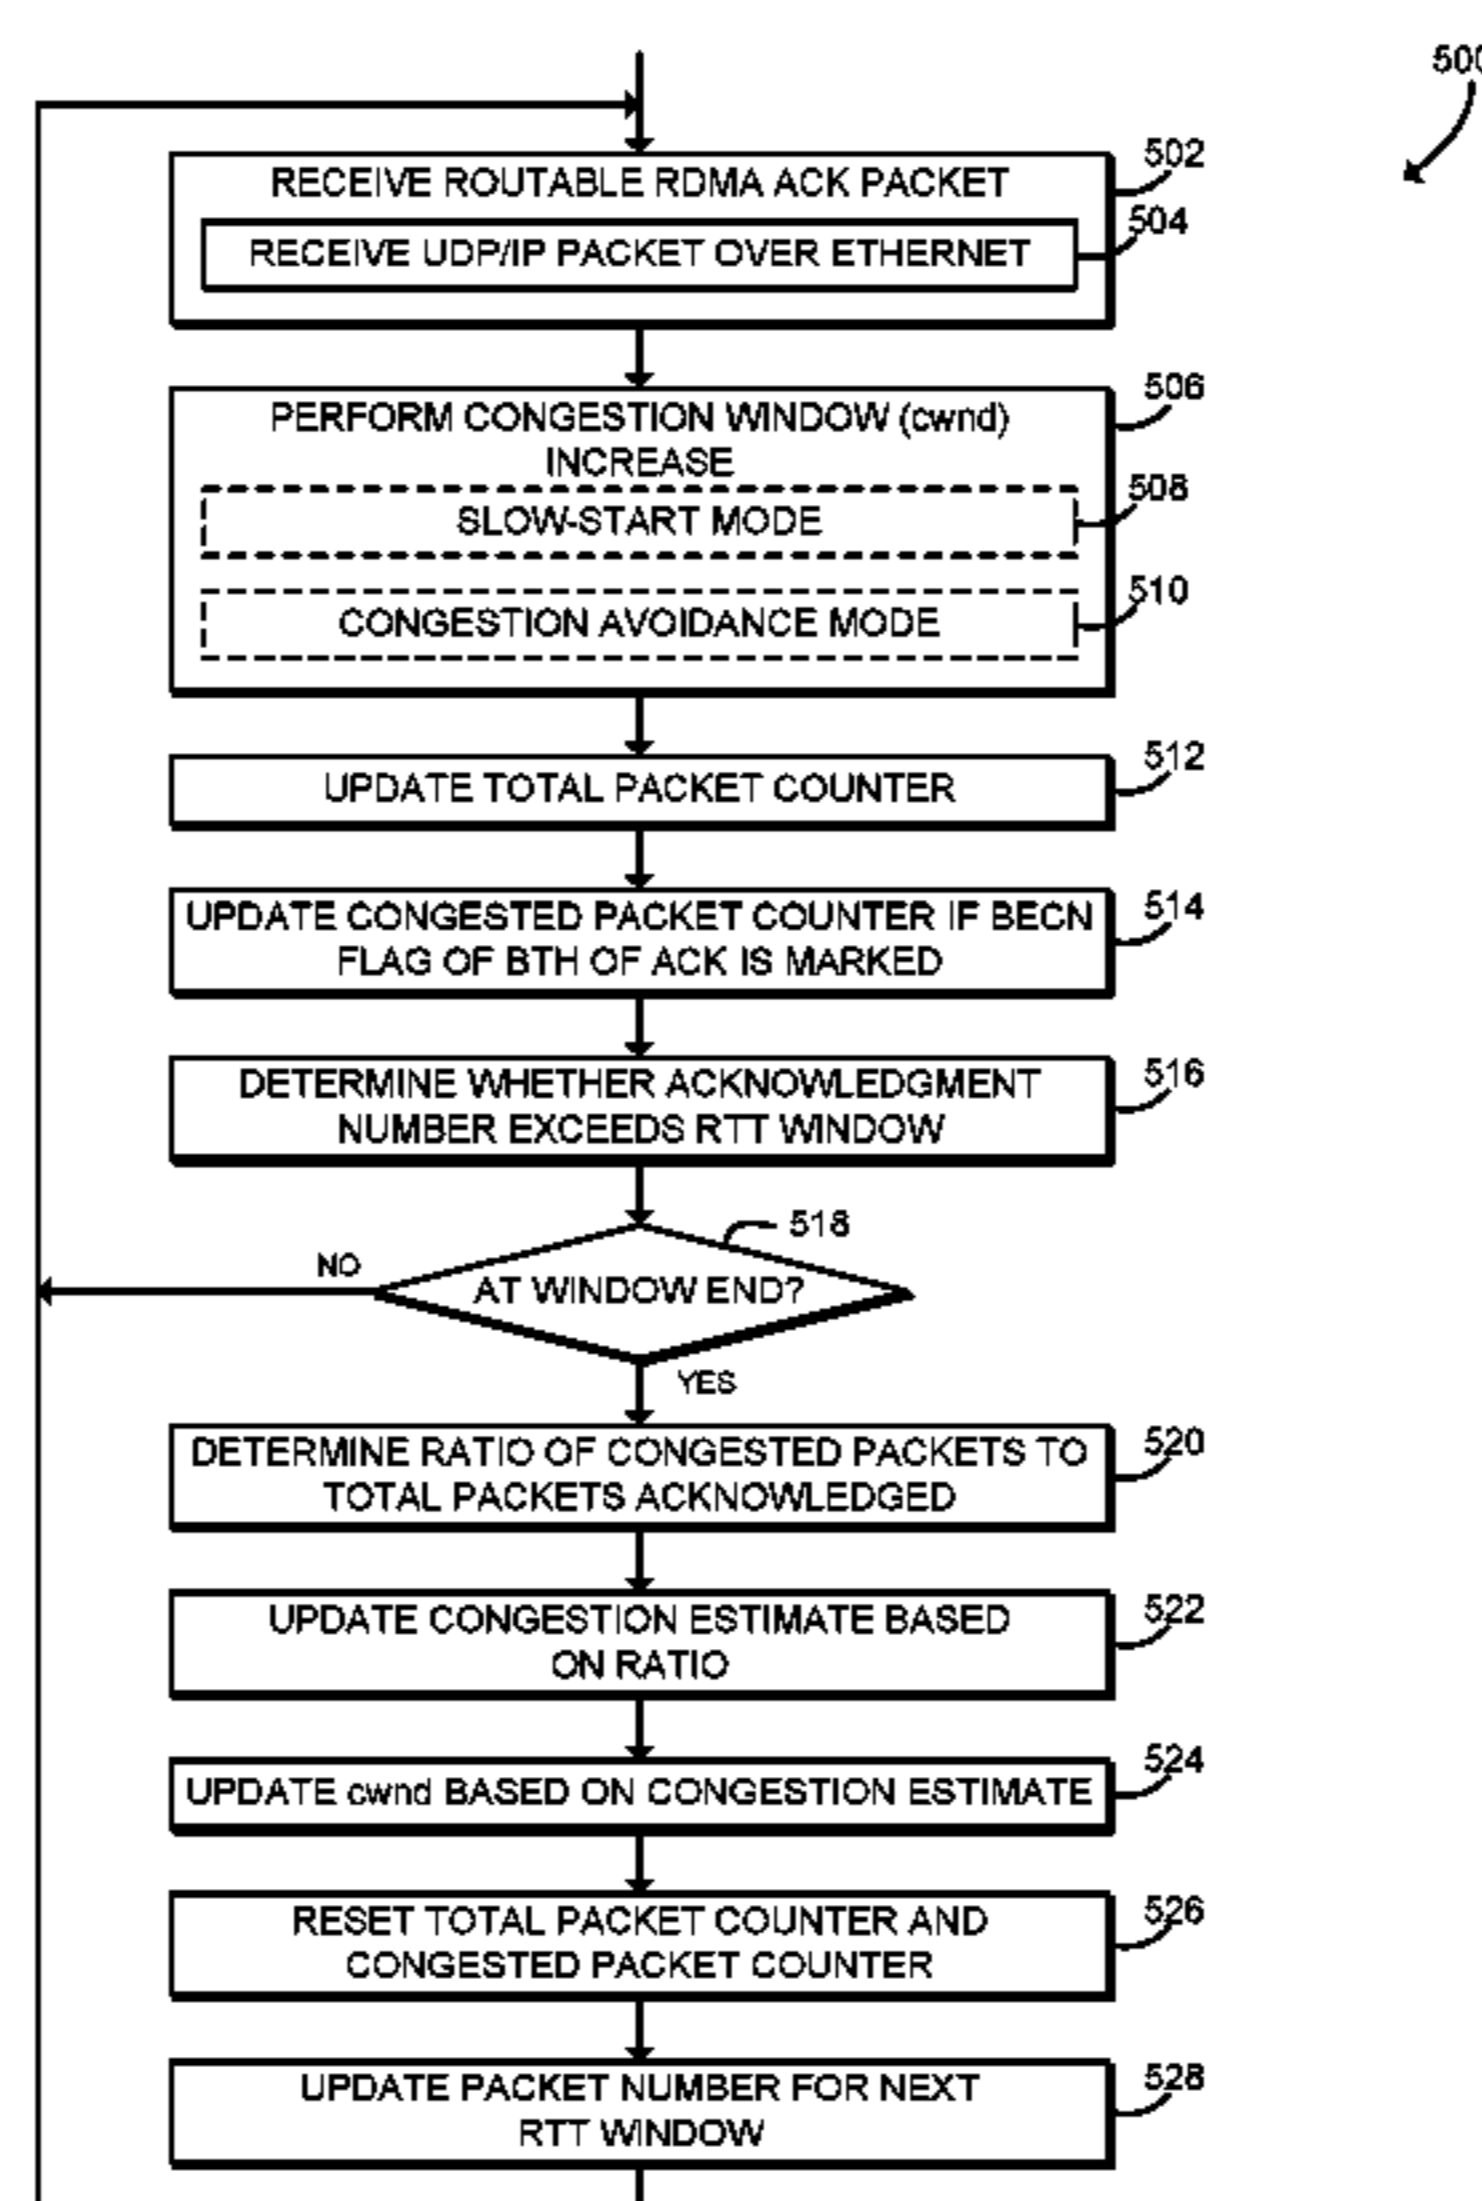 500
RECEIVE ROUTABLE RDMA ACK PACKET
502
RECEIVE UDP/IP PACKET OVER ETHERNET
504
PERFORM CONGESTION WINDOW (cwnd)
INCREASE
506
SLOW-START MODE
508
CONGESTION AVOIDANCE MODE
510
UPDATE TOTAL PACKET COUNTER
512
UPDATE CONGESTED PACKET COUNTER IF BECN
FLAG OF BTH OF ACK IS MARKED
514
DETERMINE WHETHER ACKNOWLEDGMENT
NUMBER EXCEEDS RTT WINDOW
516
518
NO
AT WINDOW END?
YES
DETERMINE RATIO OF CONGESTED PACKETS TO
TOTAL PACKETS ACKNOWLEDGED
520
UPDATE CONGESTION ESTIMATE BASED
ON RATIO
522
UPDATE cwnd BASED ON CONGESTION ESTIMATE
524
RESET TOTAL PACKET COUNTER AND
CONGESTED PACKET COUNTER
526
UPDATE PACKET NUMBER FOR NEXT
RTT WINDOW
528